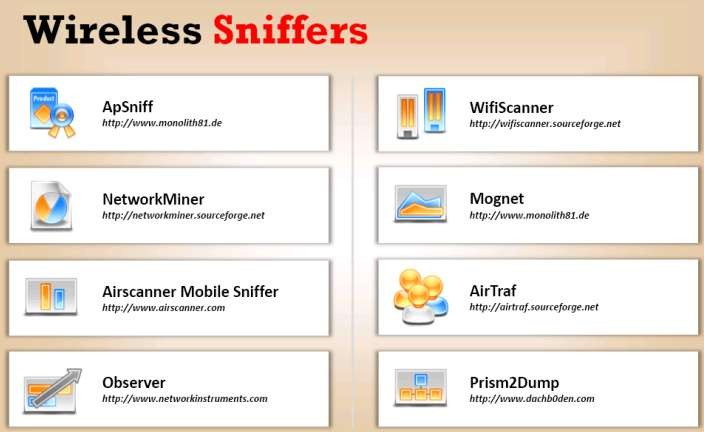 Wireless Sniffers
Product
ApSniff
http://www.monolith81.de
NetworkMiner
http://networkminer.sourceforge.net
Airscanner Mobile Sniffer
http://www.airscanner.com
Observer
http://www.networkinstruments.com
WifiScanner
http://wifiscanner.sourceforge.net
Mognet
http://www.monolith81.de
AirTraf
http://airtraf.sourceforge.net
Prism2Dump
http://www.dachb0den.com